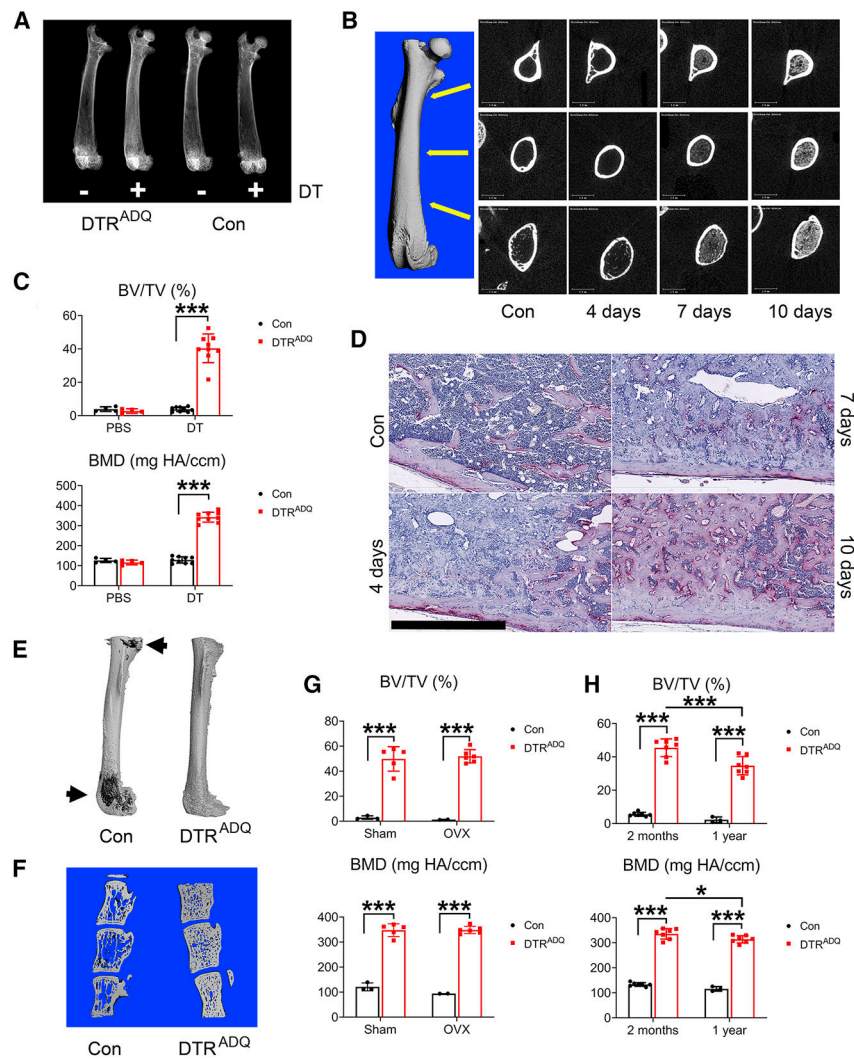 A
- + - + DT
DTR^ADQ Con
B
Con 4 days 7 days 10 days
C
BV/TV (%)
60
40
20
0
***
Con
DTR^ADQ
PBS DT
BMD (mg HA/ccm)
500
400
300
200
100
0
***
Con
DTR^ADQ
PBS DT
D
Con
7 days
4 days
10 days
E
Con DTR^ADQ
F
Con DTR^ADQ
G
BV/TV (%)
80
60
40
20
0
*** ***
Con
DTR^ADQ
Sham OVX
BMD (mg HA/ccm)
400
300
200
100
0
*** ***
Con
DTR^ADQ
Sham OVX
H
BV/TV (%)
60
40
20
0
***
*** ***
Con
DTR^ADQ
2 months 1 year
BMD (mg HA/ccm)
400
300
200
100
0
*
*** ***
Con
DTR^ADQ
2 months 1 year